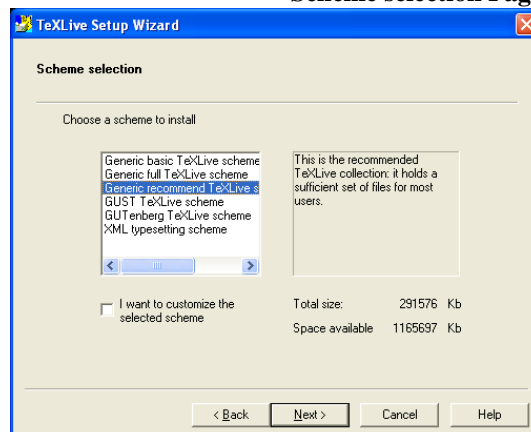 Scheme selection Pag
TeXLive Setup Wizard
Scheme selection
Choose a scheme to install
Generic basic TeXLive scheme
Generic full TeXLive scheme
Generic recommend TeXLive s
GUST TeXLive scheme
GUTenberg TeXLive scheme
XML typesetting scheme
This is the recommended
TeXLive collection: it holds a
sufficient set of files for most
users.
I want to customize the
selected scheme
Total size: 291576 Kb
Space available 1165697 Kb
< Back Next > Cancel Help